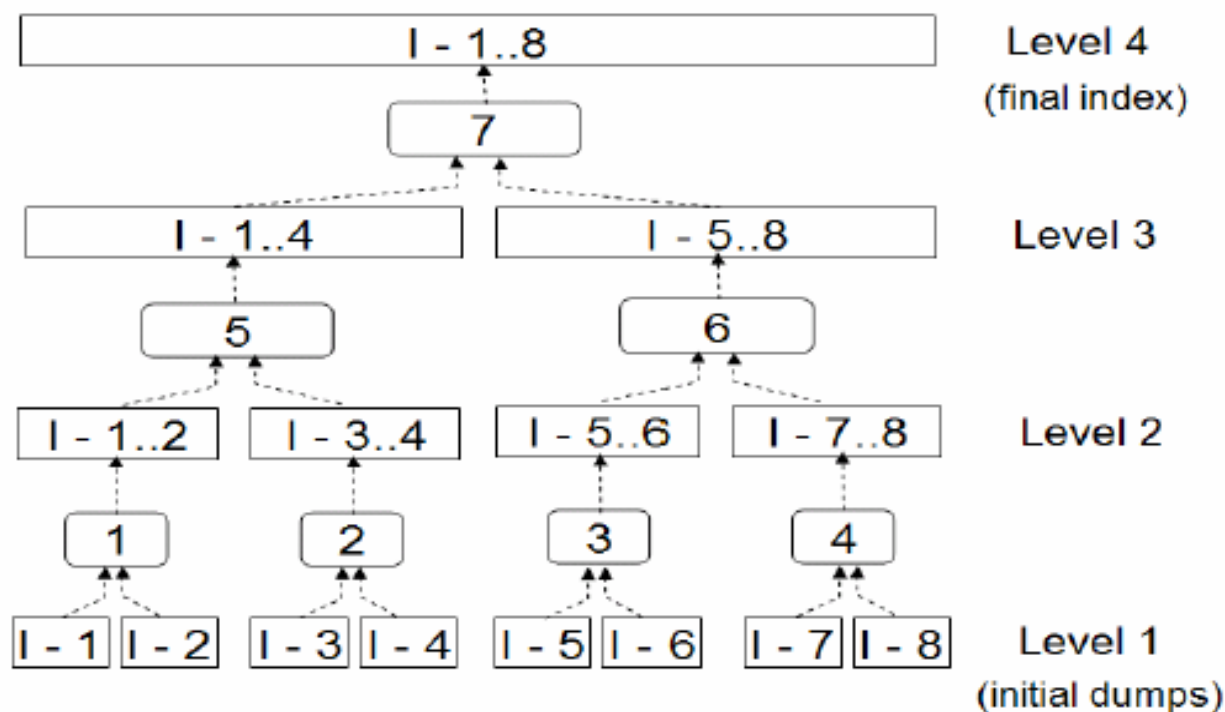 I - 1..8 Level 4
(final index)
7
I - 1..4 I - 5..8 Level 3
5 6
I - 1..2 I - 3..4 I - 5..6 I - 7..8 Level 2
1 2 3 4
I - 1 I - 2 I - 3 I - 4 I - 5 I - 6 I - 7 I - 8 Level 1
(initial dumps)